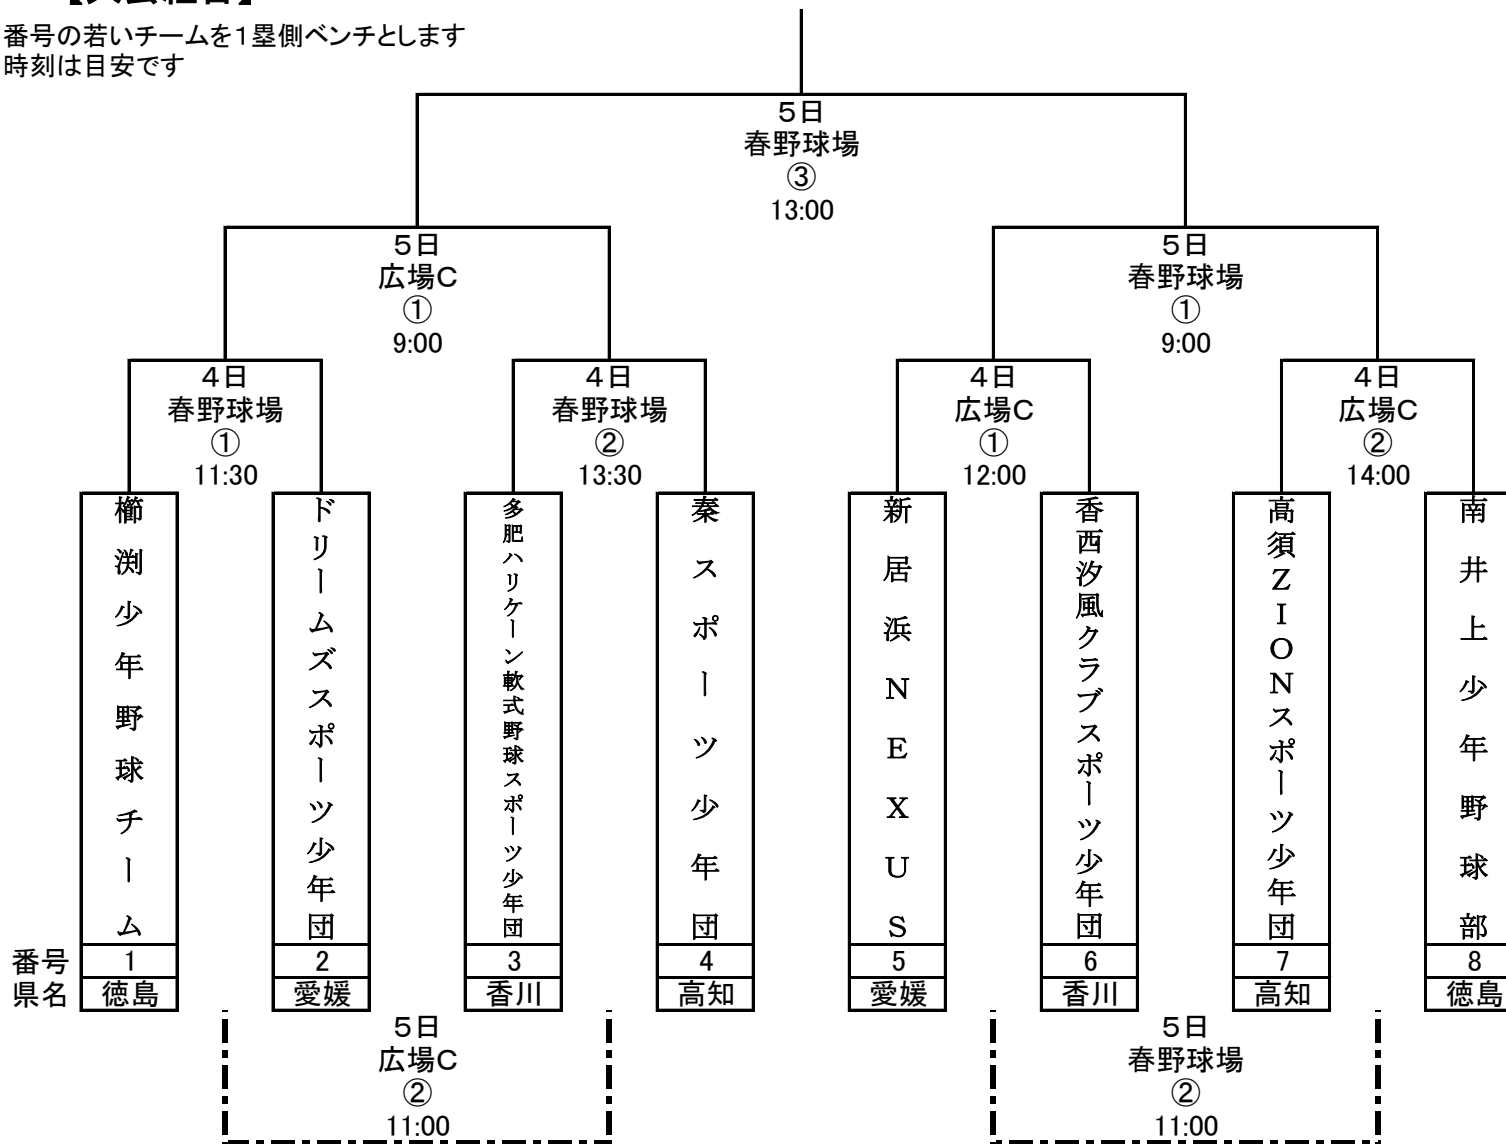 【大会組合】
番号の若いチームを1塁側ベンチとします
時刻は目安です
5日
春野球場
③
13:00
5日
広場C
①
9:00
5日
春野球場
①
9:00
4日
春野球場
①
11:30
4日
春野球場
②
13:30
4日
広場C
①
12:00
4日
広場C
②
14:00
櫛渕少年野球チーム
ドリームズスポーツ少年団
多肥ハリケーン軟式野球スポーツ少年団
秦スポーツ少年団
新居浜NEXUS
香西汐風クラブスポーツ少年団
高須ZIONスポーツ少年団
南井上少年野球部
番号 1 2 3 4 5 6 7 8
県名 徳島 愛媛 香川 高知 愛媛 香川 高知 徳島
5日
広場C
②
11:00
5日
春野球場
②
11:00